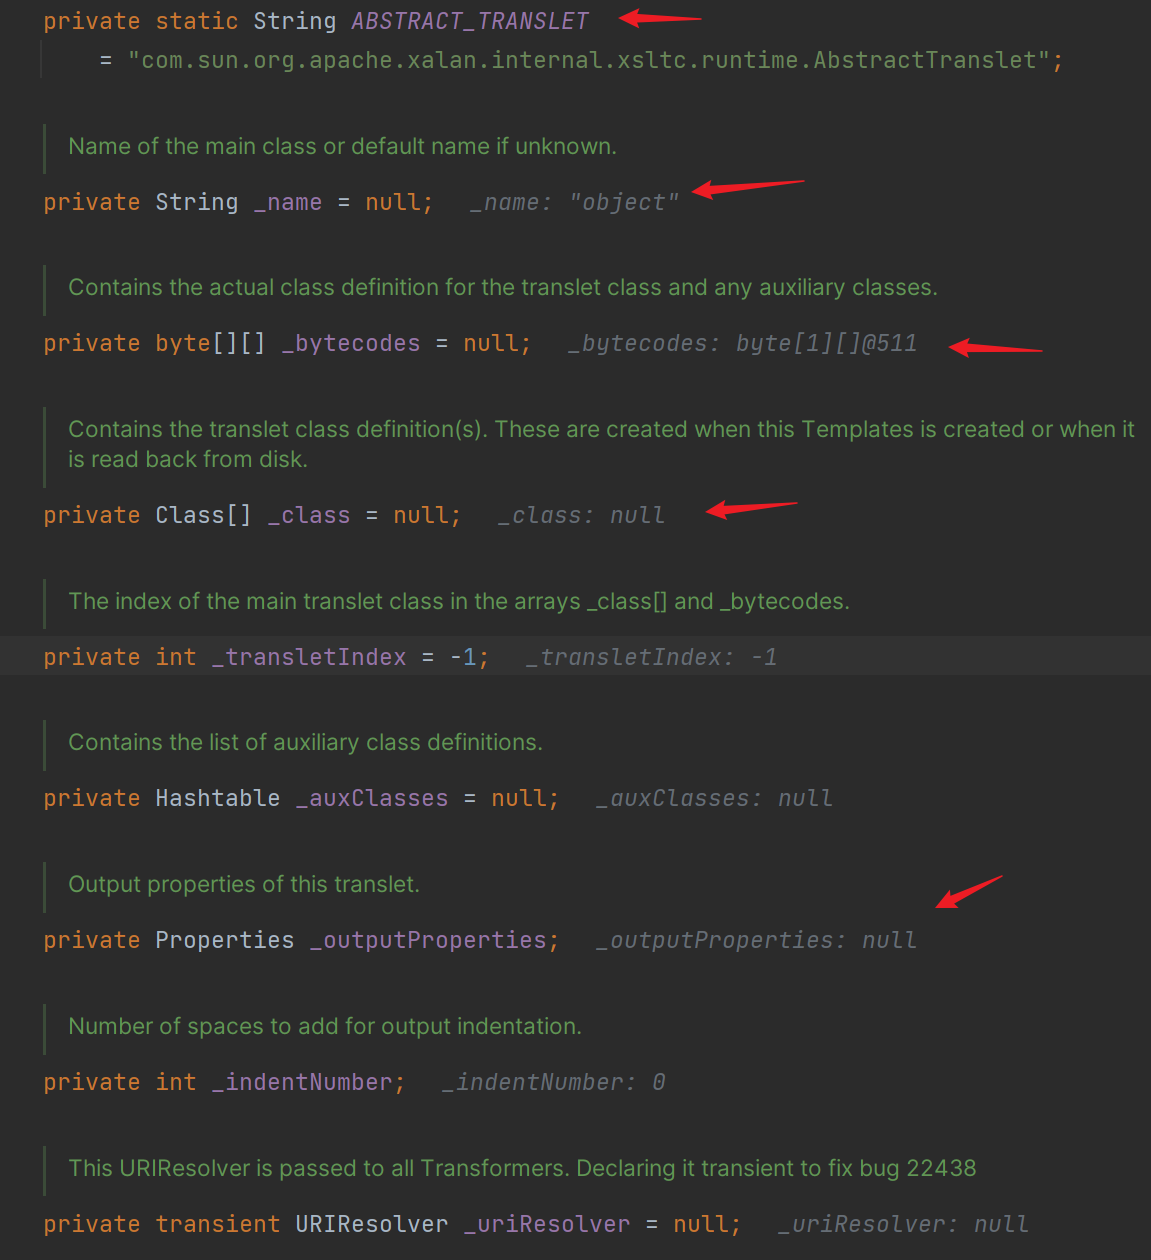 private static String ABSTRACT_TRANSLET
= "com.sun.org.apache.xalan.internal.xsltc.runtime.AbstractTranslet";
Name of the main class or default name if unknown.
private String _name = null; _name: "object"
Contains the actual class definition for the translet class and any auxiliary classes.
private byte[][] _bytecodes = null; _bytecodes: byte[1][]@511
Contains the translet class definition(s). These are created when this Templates is created or when it
is read back from disk.
private Class[] _class = null; _class: null
The index of the main translet class in the arrays _class[] and _bytecodes.
private int _transletIndex = -1; _transletIndex: -1
Contains the list of auxiliary class definitions.
private Hashtable _auxClasses = null; _auxClasses: null
Output properties of this translet.
private Properties _outputProperties; _outputProperties: null
Number of spaces to add for output indentation.
private int _indentNumber; _indentNumber: 0
This URIResolver is passed to all Transformers. Declaring it transient to fix bug 22438
private transient URIResolver _uriResolver = null; _uriResolver: null